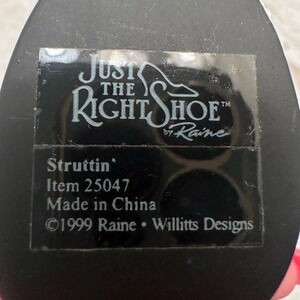 JUST
THE
RIGHT SHOE™
by Raine
Struttin'
Item 25047
Made in China
©1999 Raine • Willitts Designs